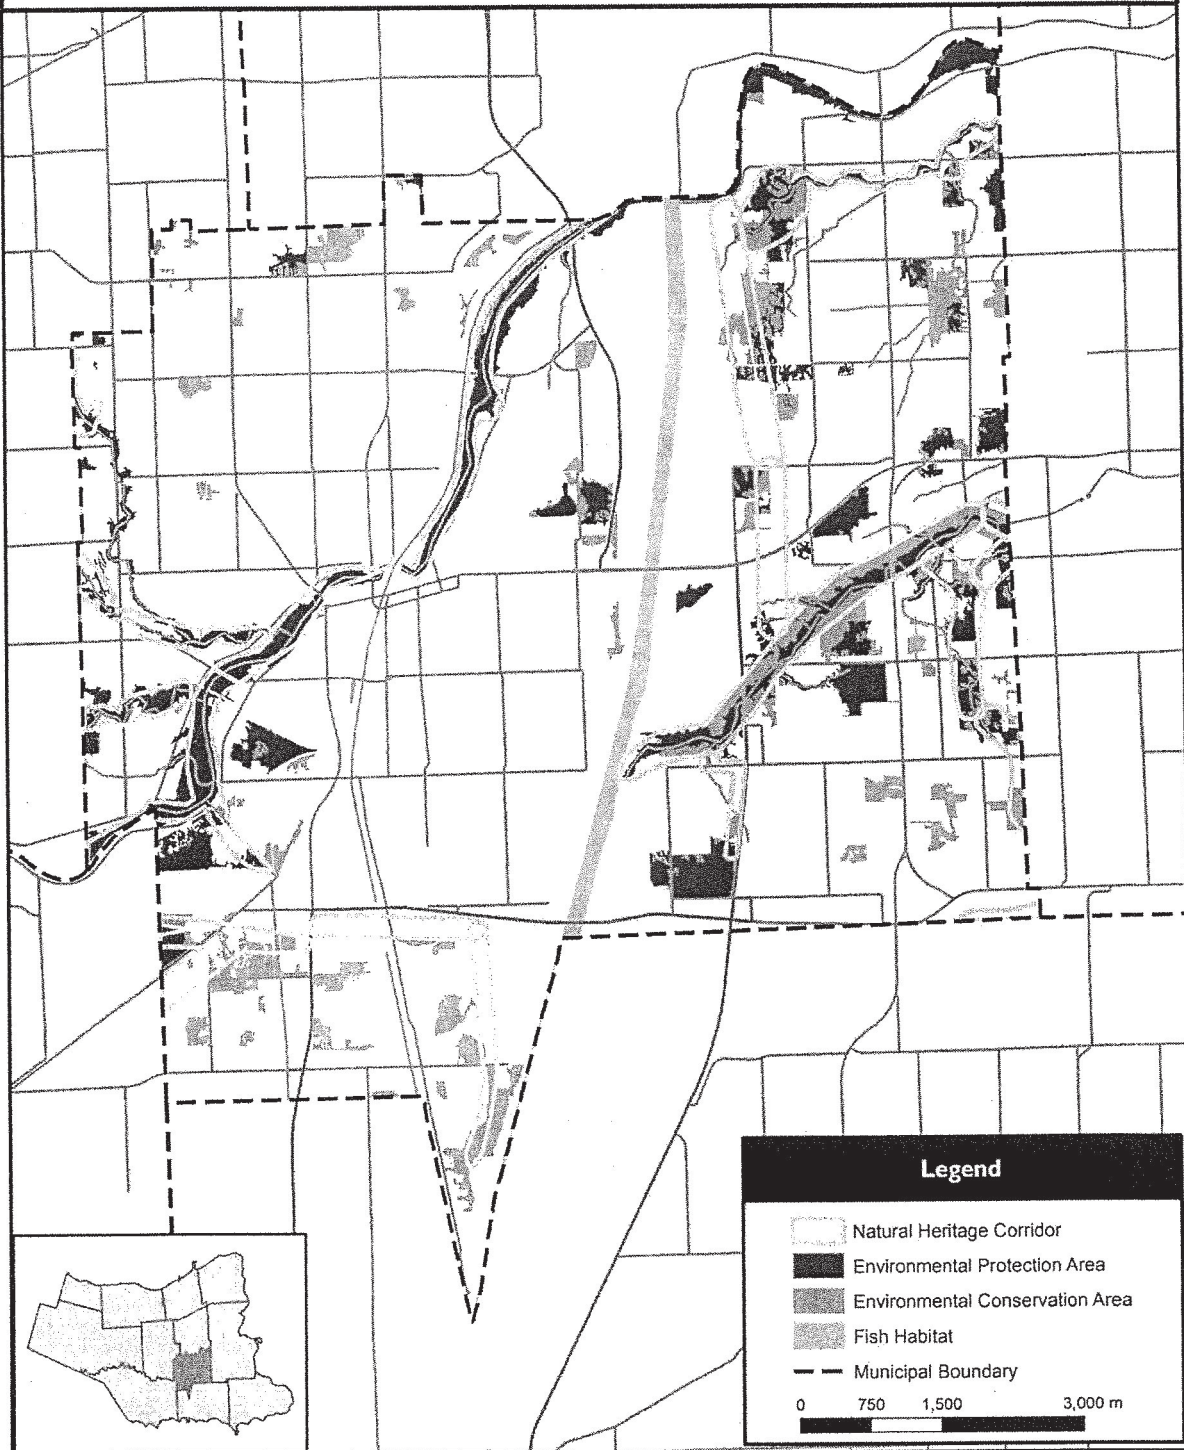 Legend
Natural Heritage Corridor
Environmental Protection Area
Environmental Conservation Area
Fish Habitat
Municipal Boundary
0 750 1,500 3,000 m